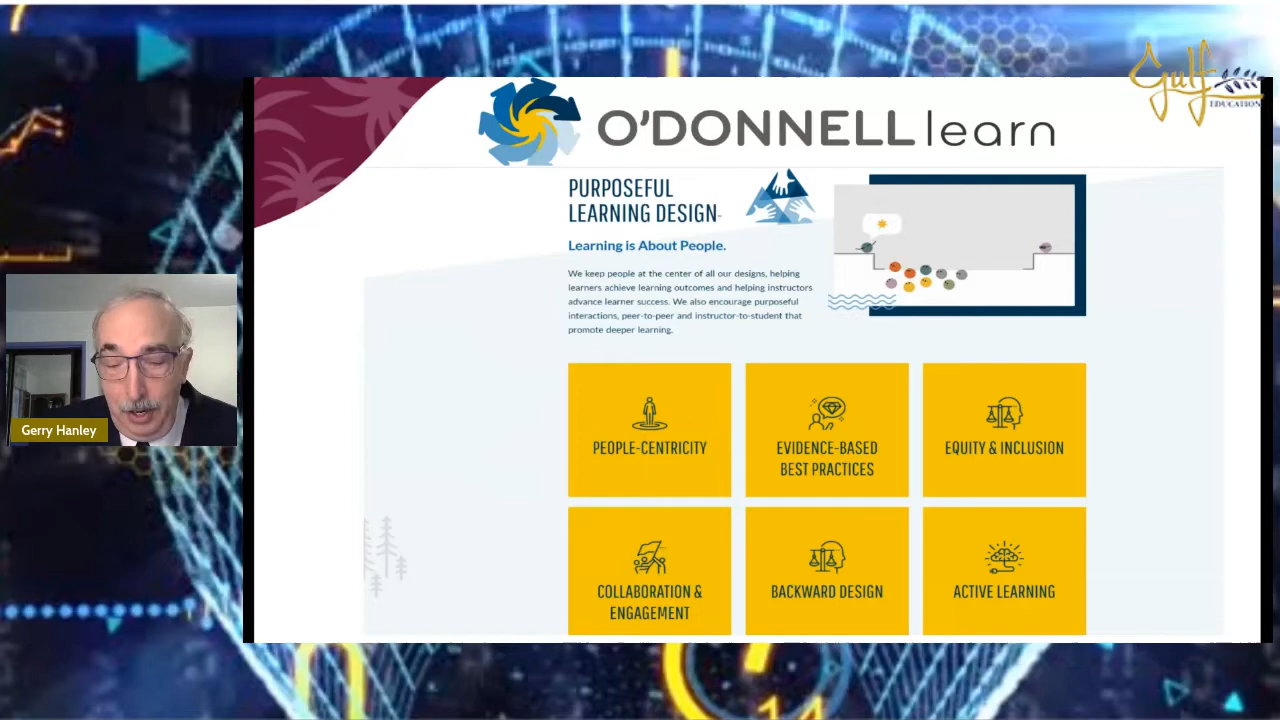 Gulf
EDUCATION
O'DONNELL learn
PURPOSEFUL
LEARNING DESIGN
Learning is About People.
We keep people at the center of all our designs, helping
learners achieve learning outcomes and helping instructors
advance learner success. We also encourage purposeful
interactions, peer-to-peer and instructor-to-student that
promote deeper learning.
Gerry Hanley
PEOPLE-CENTRICITY
EVIDENCE-BASED
BEST PRACTICES
EQUITY & INCLUSION
COLLABORATION &
ENGAGEMENT
BACKWARD DESIGN
ACTIVE LEARNING
14